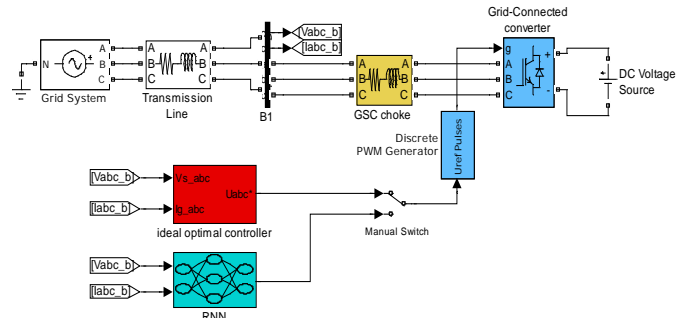 Grid-Connected
converter
[Vabc_b]
[Iabc_b]
A
B
C
N
A
B
C
A
B
C
A
B
C
A
B
C
g
A
B
C
+
-
DC Voltage
Source
Grid System
Transmission
Line
B1
GSC choke
Discrete
PWM Generator
Uref Pulses
[Vabc_b]
Vs_abc
Uabc*
[Iabc_b]
Ig_abc
ideal optimal controller
Manual Switch
[Vabc_b]
[Iabc_b]
RNN